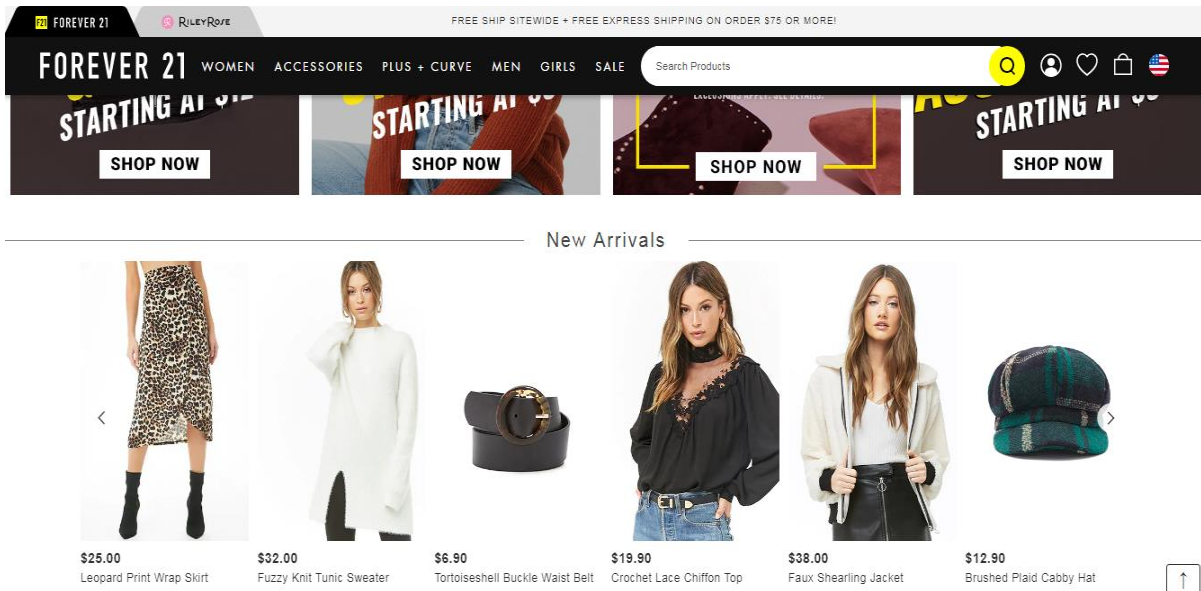 F21 FOREVER 21
RILEYROSE
FREE SHIP SITEWIDE + FREE EXPRESS SHIPPING ON ORDER $75 OR MORE!
FOREVER 21
WOMEN ACCESSORIES PLUS + CURVE MEN GIRLS SALE
Search Products
STARTING AT
STARTING AT
EXCLUSIONS APPLY. SEE DETAILS.
STARTING AT
SHOP NOW
SHOP NOW
SHOP NOW
SHOP NOW
New Arrivals
$25.00
Leopard Print Wrap Skirt
$32.00
Fuzzy Knit Tunic Sweater
$6.90
Tortoiseshell Buckle Waist Belt
$19.90
Crochet Lace Chiffon Top
$38.00
Faux Shearling Jacket
$12.90
Brushed Plaid Cabby Hat